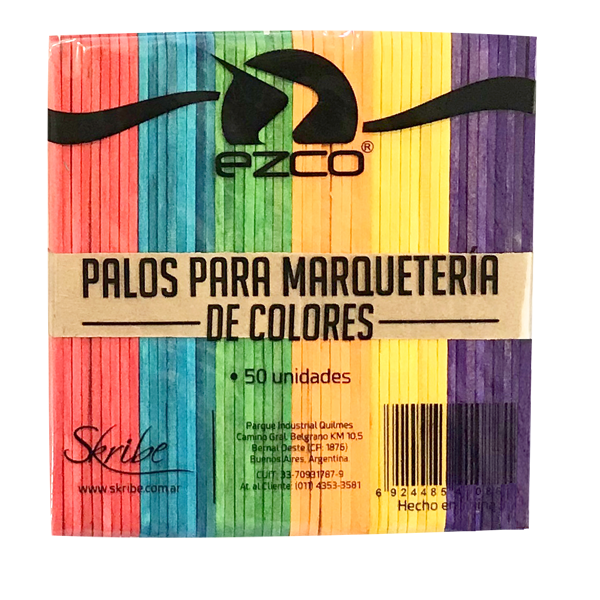 ezco®
PALOS PARA MARQUETERÍA
DE COLORES
• 50 unidades
Skribe
www.skribe.com.ar
Parque Industrial Quilmes
Camino Gral. Belgrano KM 10,5
Bernal Oeste (CP. 1876)
Buenos Aires, Argentina
CUIT: 33-70931787-9
At. al Cliente: (011) 4353-3581
Hecho en